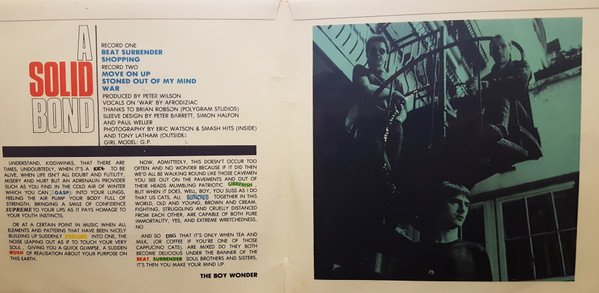 A
SOLID
BOND
RECORD ONE
BEAT SURRENDER
SHOPPING
RECORD TWO
MOVE ON UP
STONED OUT OF MY MIND
WAR
PRODUCED BY PETER WILSON
VOCALS ON 'WAR' BY AFRODIZIAC
THANKS TO BRIAN ROBSON (POLYGRAM STUDIOS)
SLEEVE DESIGN BY PETER BARRETT, SIMON HALFON
AND PAUL WELLER
PHOTOGRAPHY BY ERIC WATSON & SMASH HITS (INSIDE)
AND TONY LATHAM (OUTSIDE)
GIRL MODEL: G.P.
UNDERSTAND, KIDDIWINKS, THAT THERE ARE
TIMES, UNDOUBTEDLY, WHEN IT'S A TO BE
ALIVE, WHEN LIFE ISN'T ALL DOUBT AND FUTILITY,
MISERY AND HURT BUT AN ADRENALIN PROVIDER
SUCH AS YOU FIND IN THE COLD AIR OF WINTER
WHICH YOU GASP INTO YOUR LUNGS,
FEELING THE AIR PUMP YOUR BODY FULL OF
STRENGTH, BRINGING A SMILE OF CONFIDENCE
SUPREME TO YOUR LIPS AS IT PAYS HOMAGE TO
YOUR YOUTH INSTINCTS.
OR AT A CERTAIN POINT IN MUSIC WHEN ALL
ELEMENTS AND PATTERNS THAT HAVE BEEN NICELY
BUILDING UP SUDDENLY INTO ONE, THE
NOISE LEAPING OUT AS IF TO TOUCH YOUR VERY
SOUL, GIVING YOU A QUICK GLIMPSE, A SUDDEN
RUSH OF REALISATION ABOUT YOUR PURPOSE ON
THIS EARTH.
NOW, ADMITTEDLY, THIS DOESN'T OCCUR TOO
OFTEN AND NO WONDER BECAUSE IF IT DID THEN
WE'D ALL BE WALKING ROUND LIKE THOSE CAVEMEN
YOU SEE OUT ON THE PAVEMENTS AND OUT OF
THEIR HEADS MUMBLING PATRIOTIC GIBBERISH
BUT WHEN IT DOES, WELL, BOY, YOU SUSS AS I DO
THAT US CATS, ALL BUNCHED TOGETHER IN THIS
WORLD, OLD AND YOUNG, BROWN AND CREAM,
FIGHTING, STRUGGLING AND CRUELLY DISTANCED
FROM EACH OTHER, ARE CAPABLE OF BOTH PURE
IMMORTALITY, YES, AND EXTREME WRETCHEDNESS,
NO.
AND SO DIG THAT IT'S ONLY WHEN TEA AND
MILK, (OR COFFEE IF YOU'RE ONE OF THOSE
CAPPUCINO CATS), ARE MIXED DO THEY BOTH
BECOME DELICIOUS UNDER THE BANNER OF THE
BEAT SURRENDER SOUL BROTHERS AND SISTERS,
IT'S THEN YOU MAKE YOUR MIND UP.
THE BOY WONDER